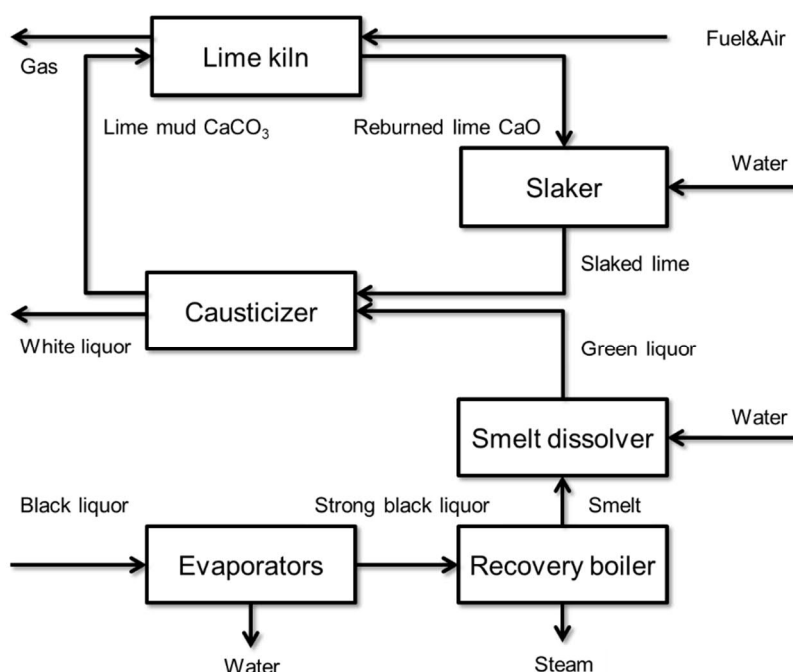 Lime kiln
Fuel&Air
Gas
Lime mud CaCO₃
Reburned lime CaO
Water
Slaker
Slaked lime
Causticizer
White liquor
Green liquor
Water
Smelt dissolver
Black liquor
Strong black liquor
Smelt
Evaporators
Recovery boiler
Water
Steam